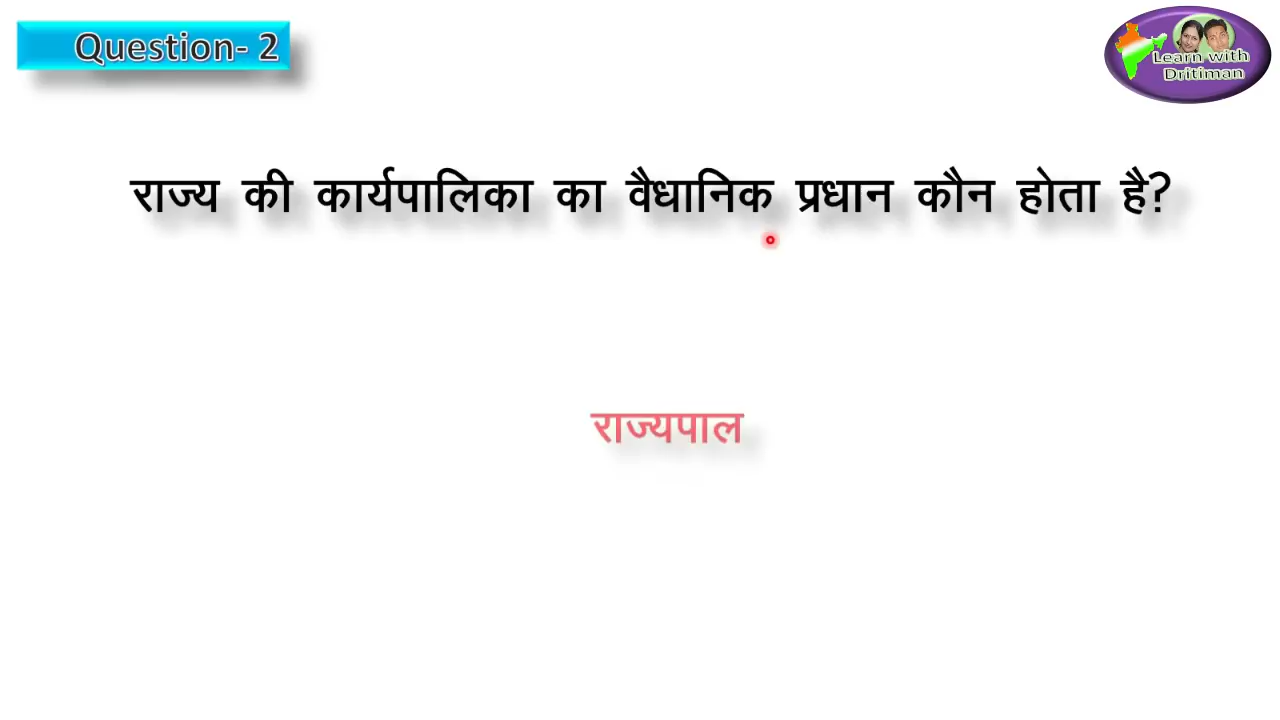 Question- 2
Learn with
Dritiman
राज्य की कार्यपालिका का वैधानिक प्रधान कौन होता है?
राज्यपाल